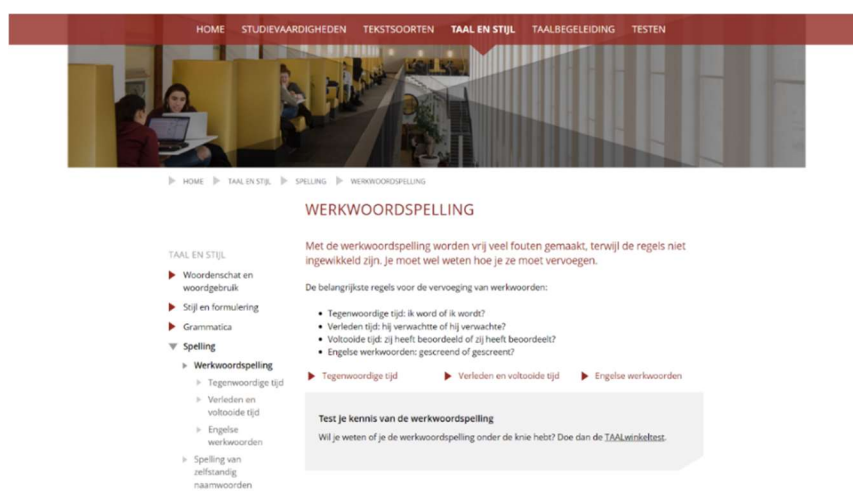 HOME STUDIEVAARDIGHEDEN TEKSTSOORTEN TAAL EN STIJL TAALBEGELEIDING TESTEN
HOME TAAL EN STIJL SPELLING WERKWOORDSPELLING
WERKWOORDSPELLING
Met de werkwoordspelling worden vrij veel fouten gemaakt, terwijl de regels niet
ingewikkeld zijn. Je moet wel weten hoe je ze moet vervoegen.
De belangrijkste regels voor de vervoeging van werkwoorden:
• Tegenwoordige tijd: ik word of ik wordt?
• Verleden tijd: hij verwachtte of hij verwachte?
• Voltooide tijd: zij heeft beoordeeld of zij heeft beoordeelt?
• Engelse werkwoorden: gescreend of gescreent?
Tegenwoordige tijd Verleden en voltooide tijd Engelse werkwoorden
Test je kennis van de werkwoordspelling
Wil je weten of je de werkwoordspelling onder de knie hebt? Doe dan de TAALwinkeltest.
TAAL EN STIJL
Woordenschat en
woordgebruik
Stijl en formulering
Grammatica
Spelling
Werkwoordspelling
Tegenwoordige tijd
Verleden en
voltooide tijd
Engelse
werkwoorden
Spelling van
zelfstandig
naamwoorden